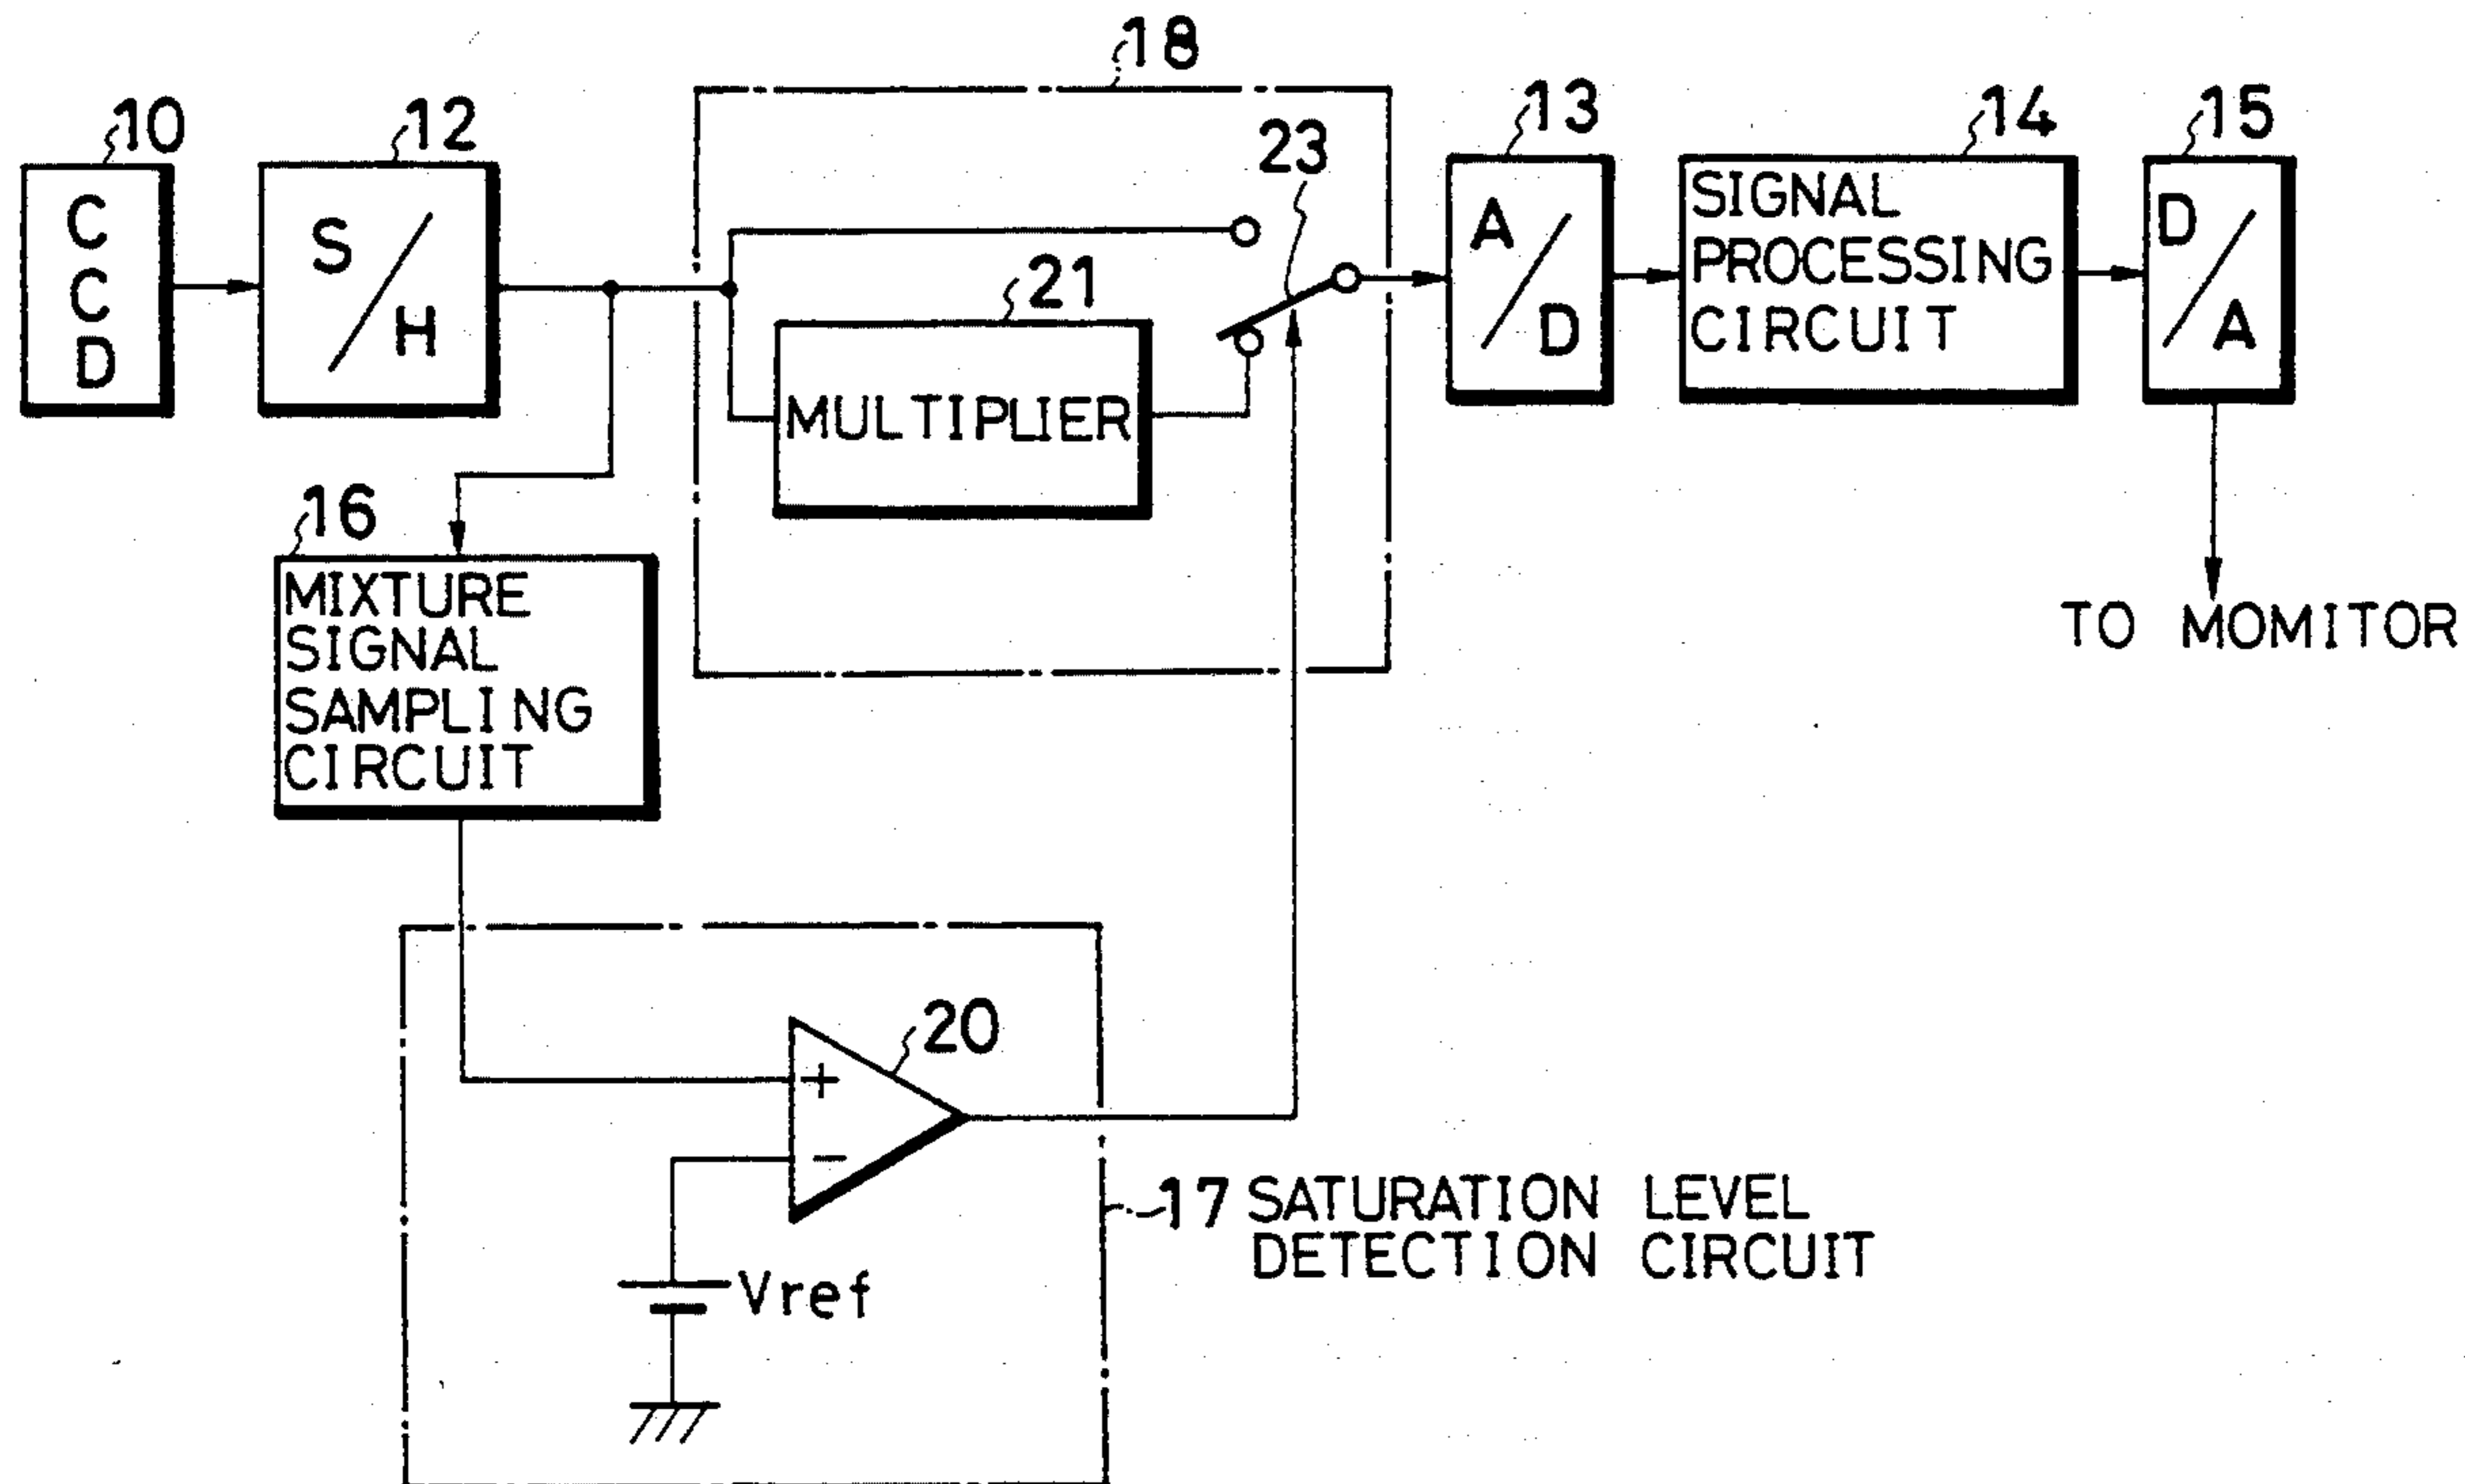 18
10
12
13
14
15
23
C
C
D
S/H
A/D
SIGNAL
PROCESSING
CIRCUIT
D/A
21
MULTIPLIER
16
MIXTURE
SIGNAL
SAMPLING
CIRCUIT
TO MOMITOR
20
+
−
17 SATURATION LEVEL
DETECTION CIRCUIT
Vref